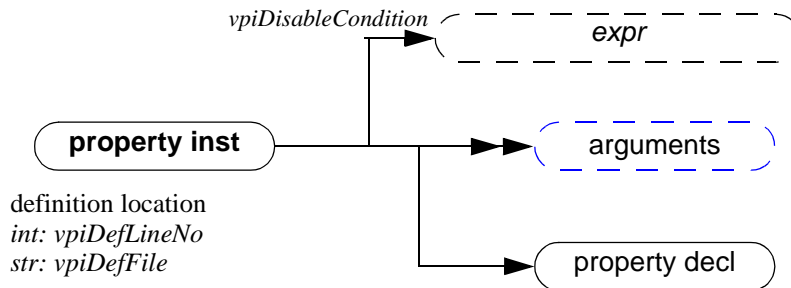 vpiDisableCondition
expr
property inst
arguments
definition location
int: vpiDefLineNo
str: vpiDefFile
property decl